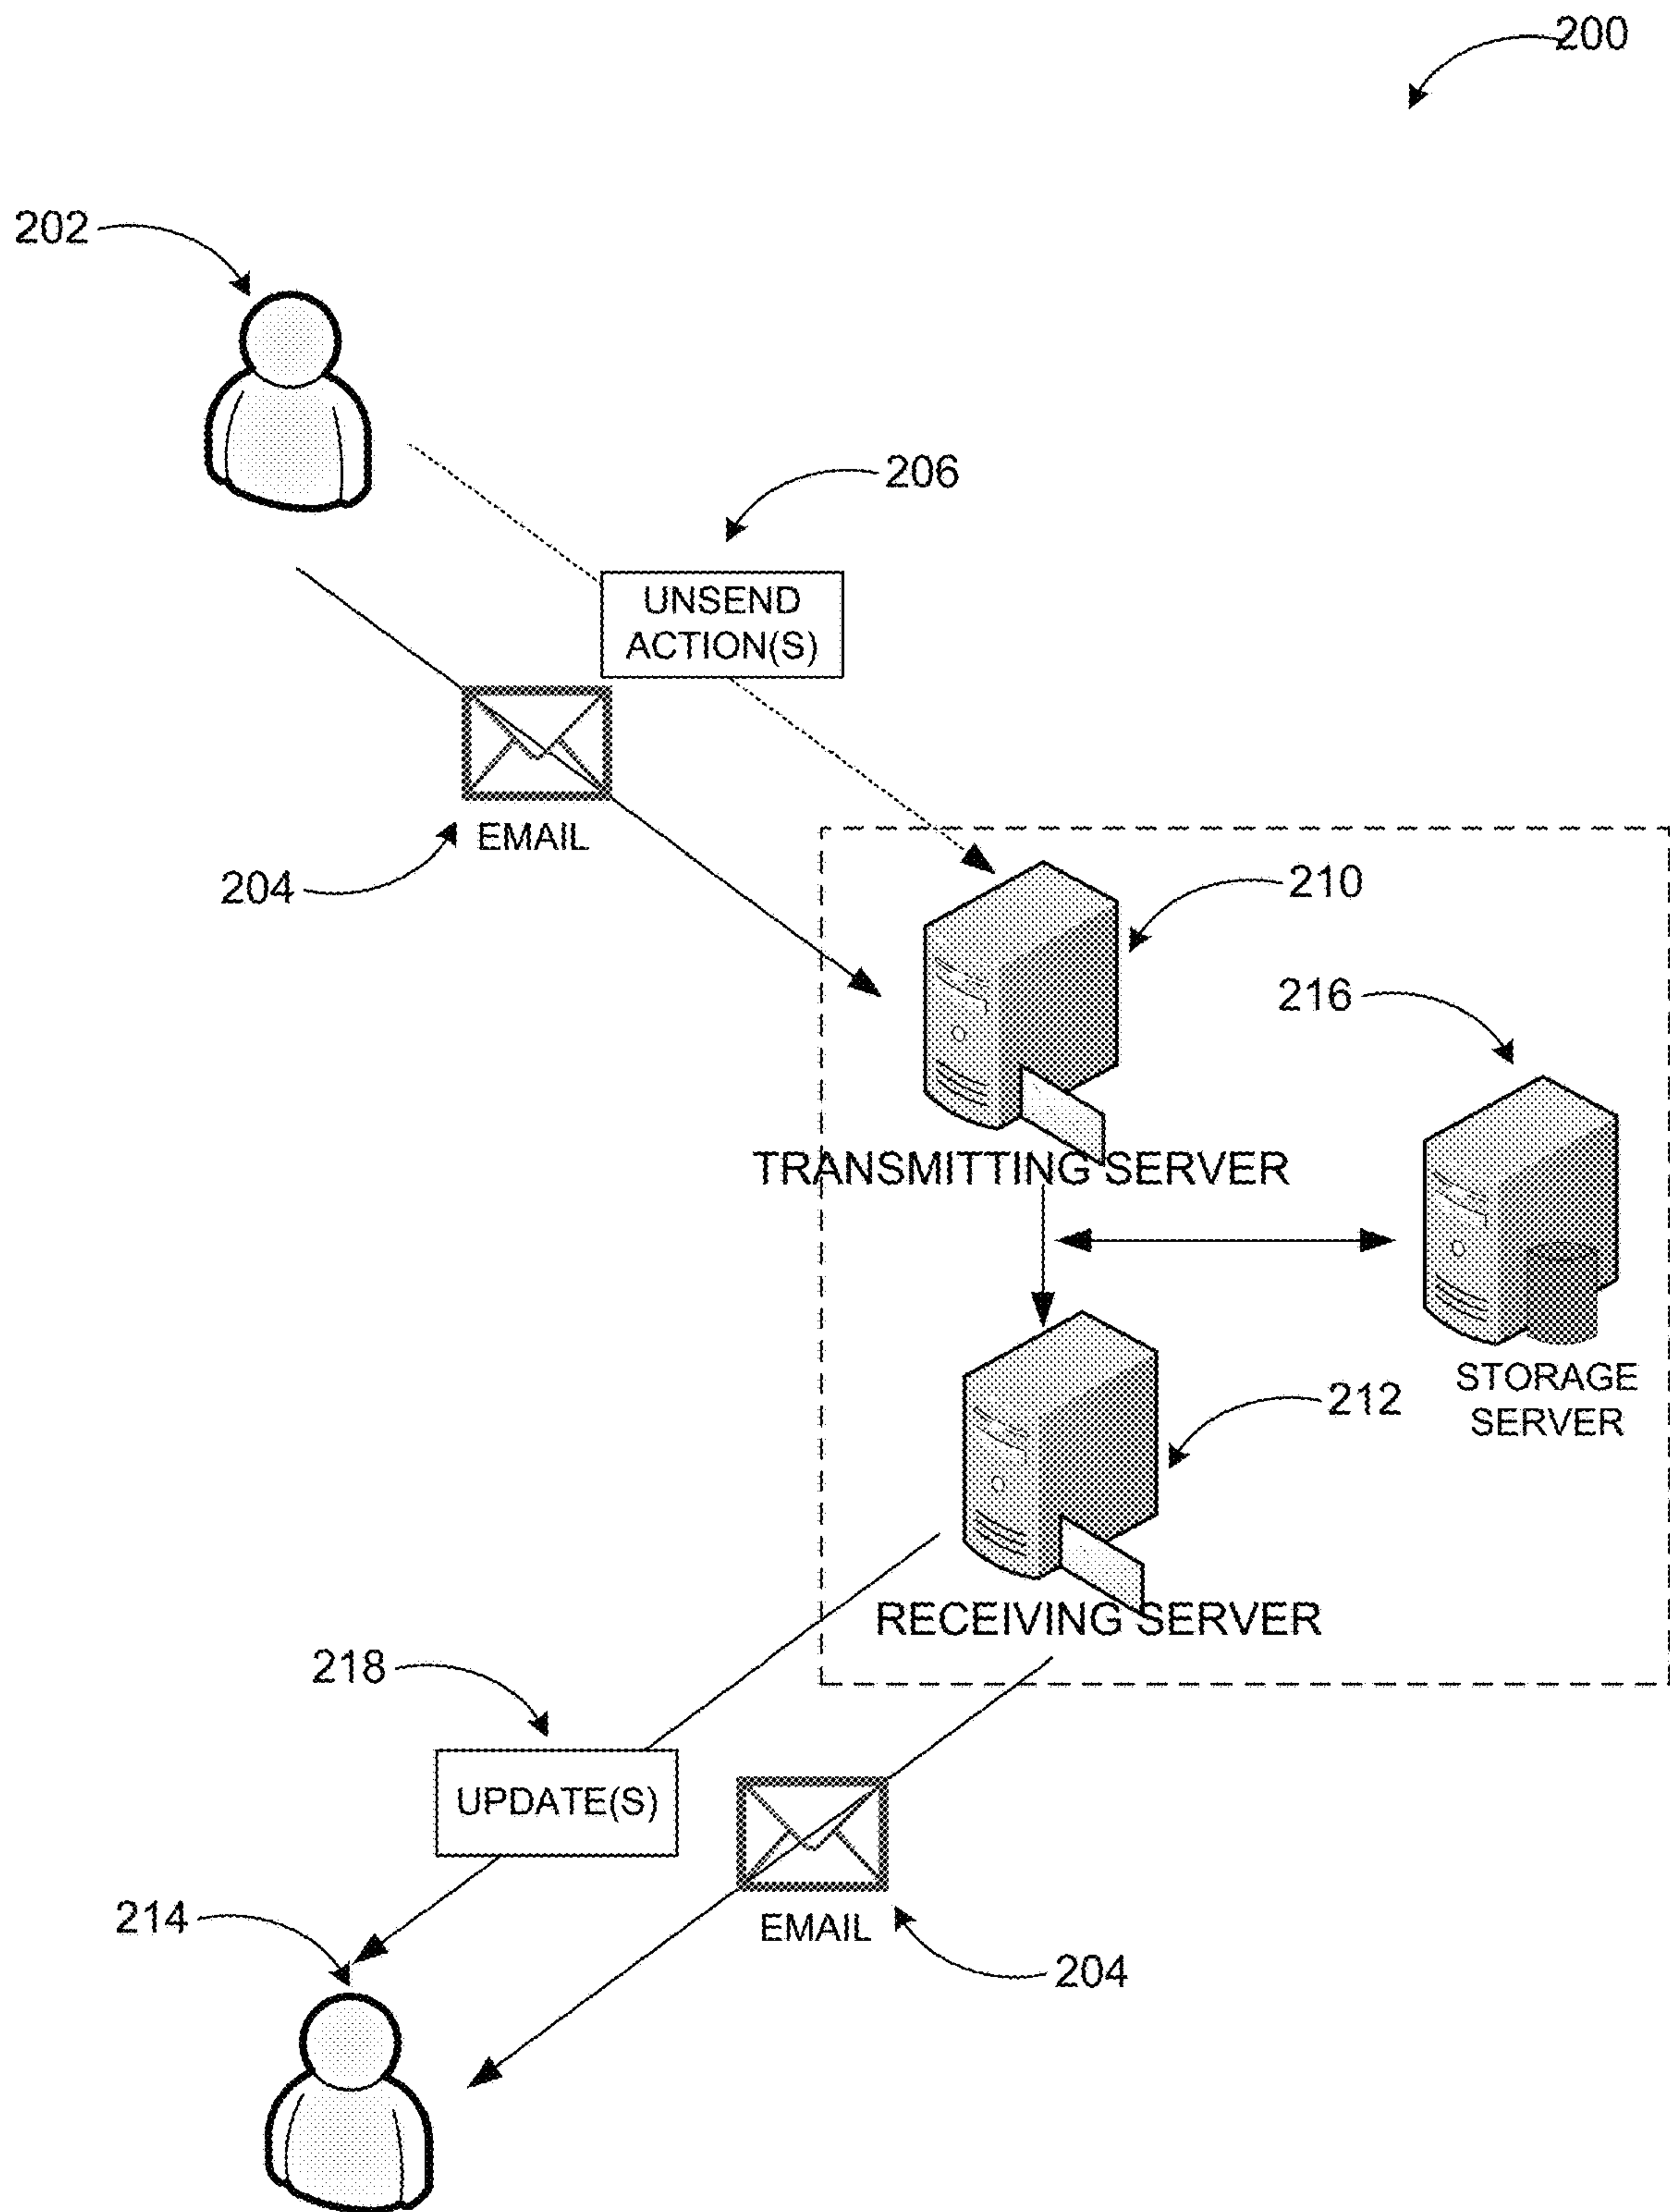 200
202
206
UNSEND
ACTION(S)
EMAIL
204
210
216
TRANSMITTING SERVER
STORAGE
SERVER
212
RECEIVING SERVER
218
UPDATE(S)
214
EMAIL
204